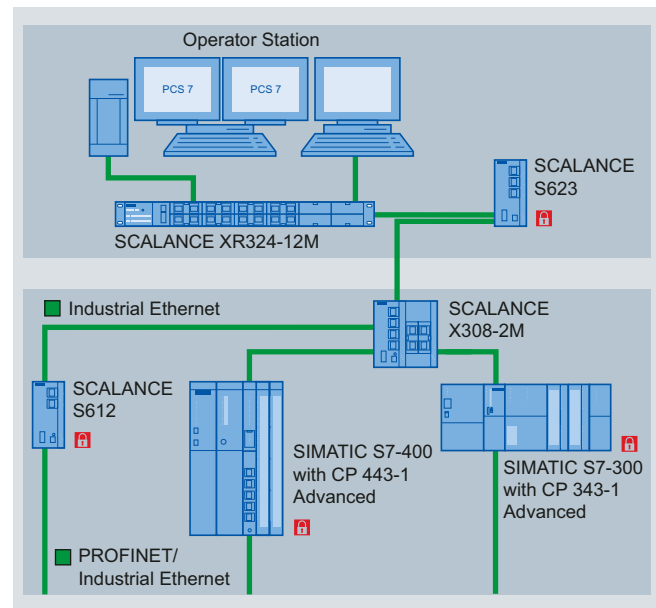 Operator Station
PCS 7
PCS 7
SCALANCE
S623
SCALANCE XR324-12M
Industrial Ethernet
SCALANCE
X308-2M
SCALANCE
S612
SIMATIC S7-400
with CP 443-1
Advanced
SIMATIC S7-300
with CP 343-1
Advanced
PROFINET/
Industrial Ethernet